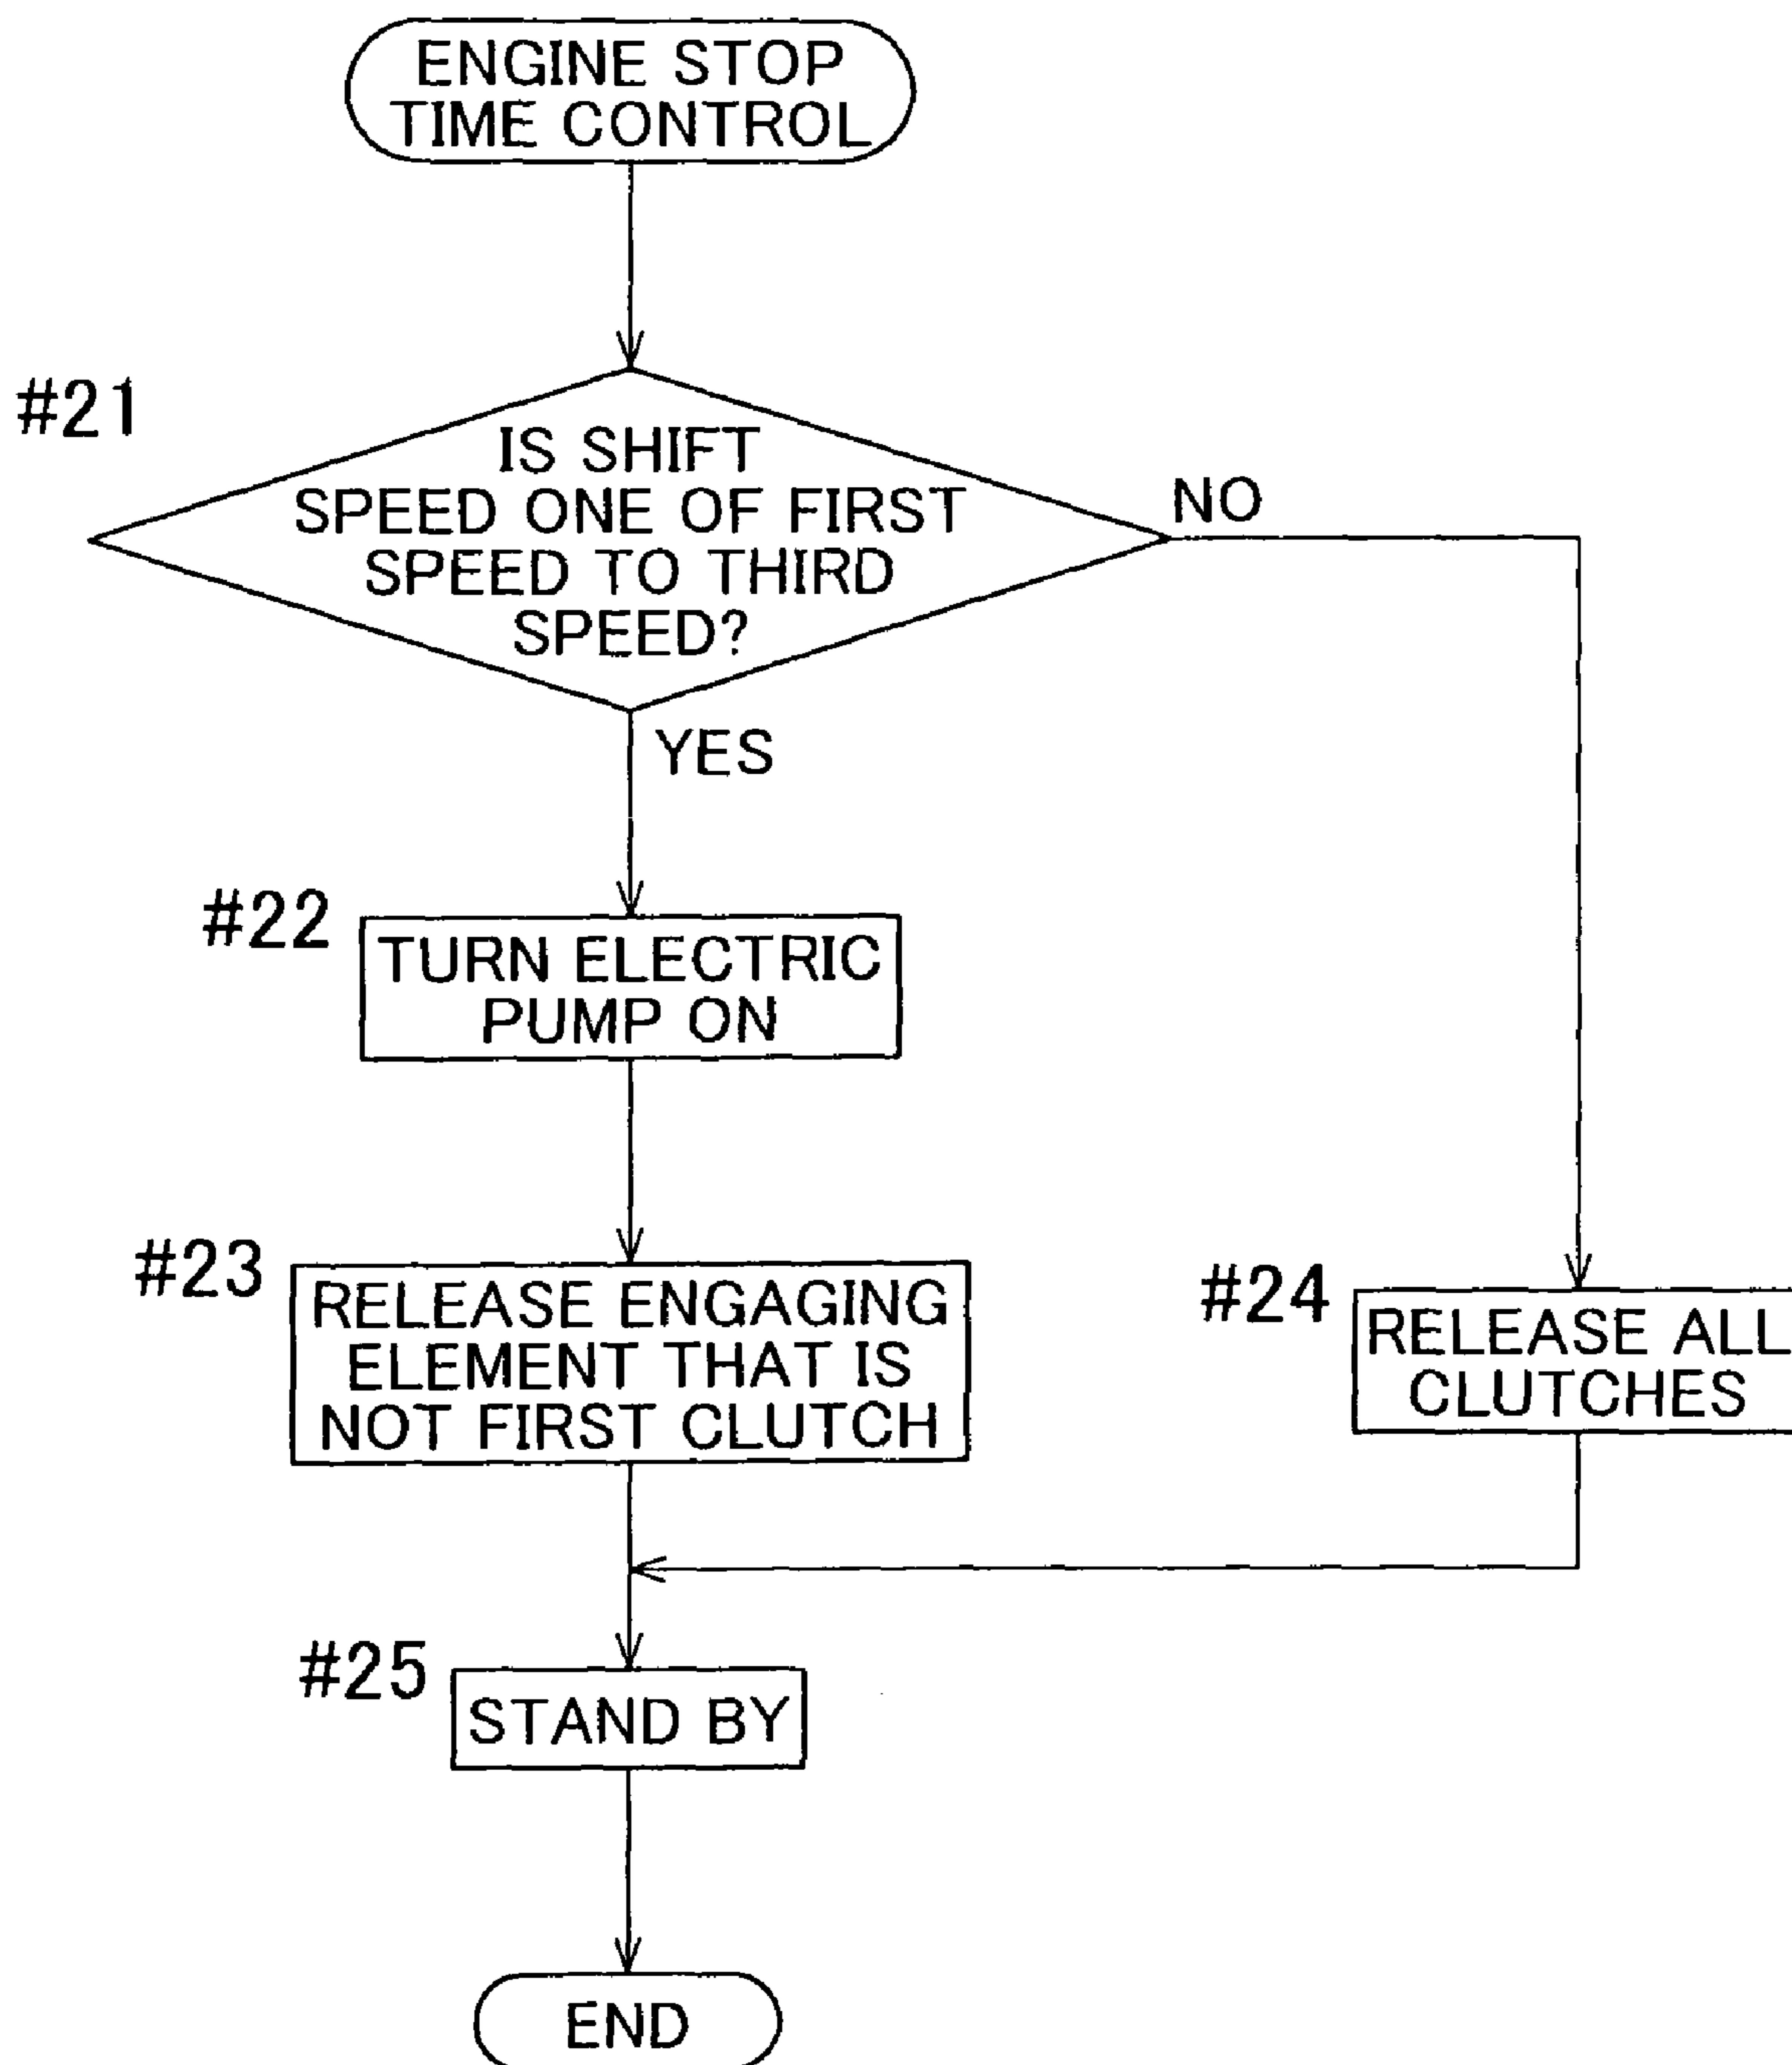 ENGINE STOP
TIME CONTROL
#21
IS SHIFT
SPEED ONE OF FIRST
SPEED TO THIRD
SPEED?
NO
YES
#22
TURN ELECTRIC
PUMP ON
#23
RELEASE ENGAGING
ELEMENT THAT IS
NOT FIRST CLUTCH
#24
RELEASE ALL
CLUTCHES
#25
STAND BY
END